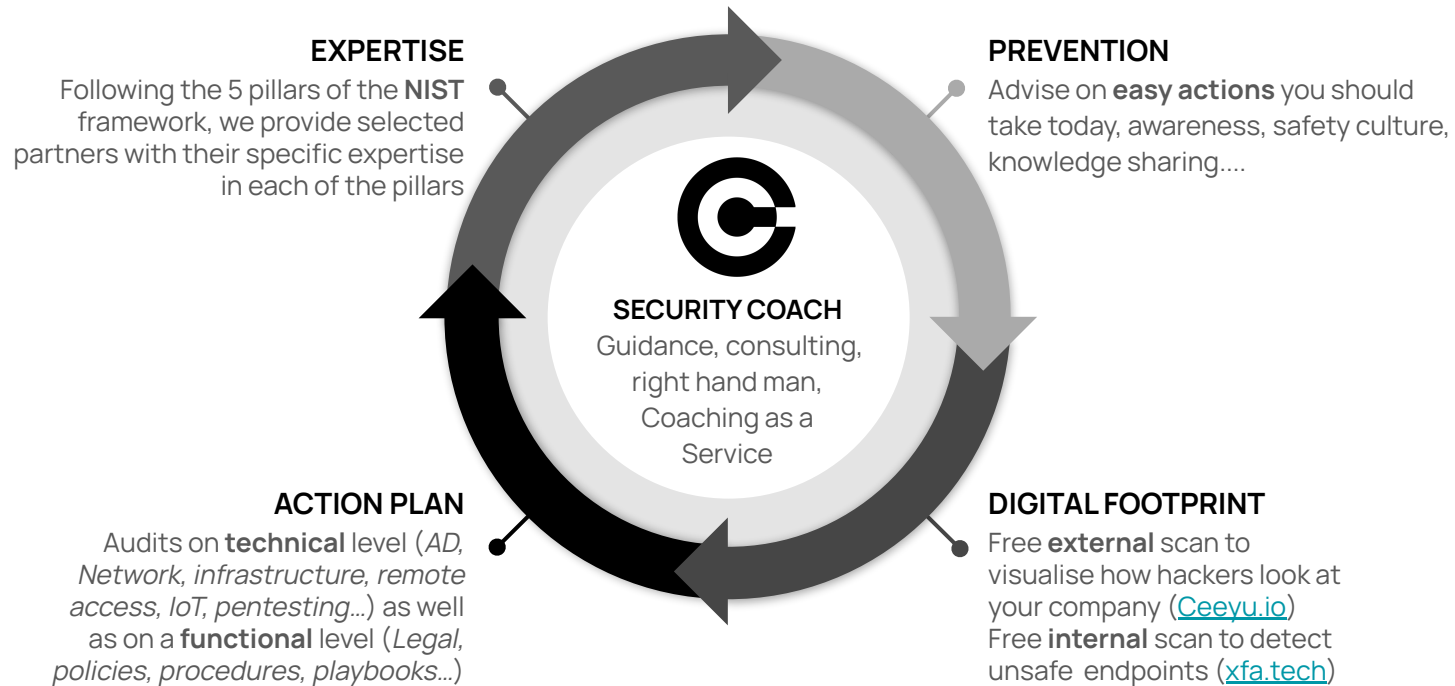 EXPERTISE
Following the 5 pillars of the NIST
framework, we provide selected
partners with their specific expertise
in each of the pillars
PREVENTION
Advise on easy actions you should
take today, awareness, safety culture,
knowledge sharing....
SECURITY COACH
Guidance, consulting,
right hand man,
Coaching as a
Service
ACTION PLAN
Audits on technical level (AD,
Network, infrastructure, remote
access, IoT, pentesting…) as well
as on a functional level (Legal,
policies, procedures, playbooks…)
DIGITAL FOOTPRINT
Free external scan to
visualise how hackers look at
your company (Ceeyu.io)
Free internal scan to detect
unsafe endpoints (xfa.tech)